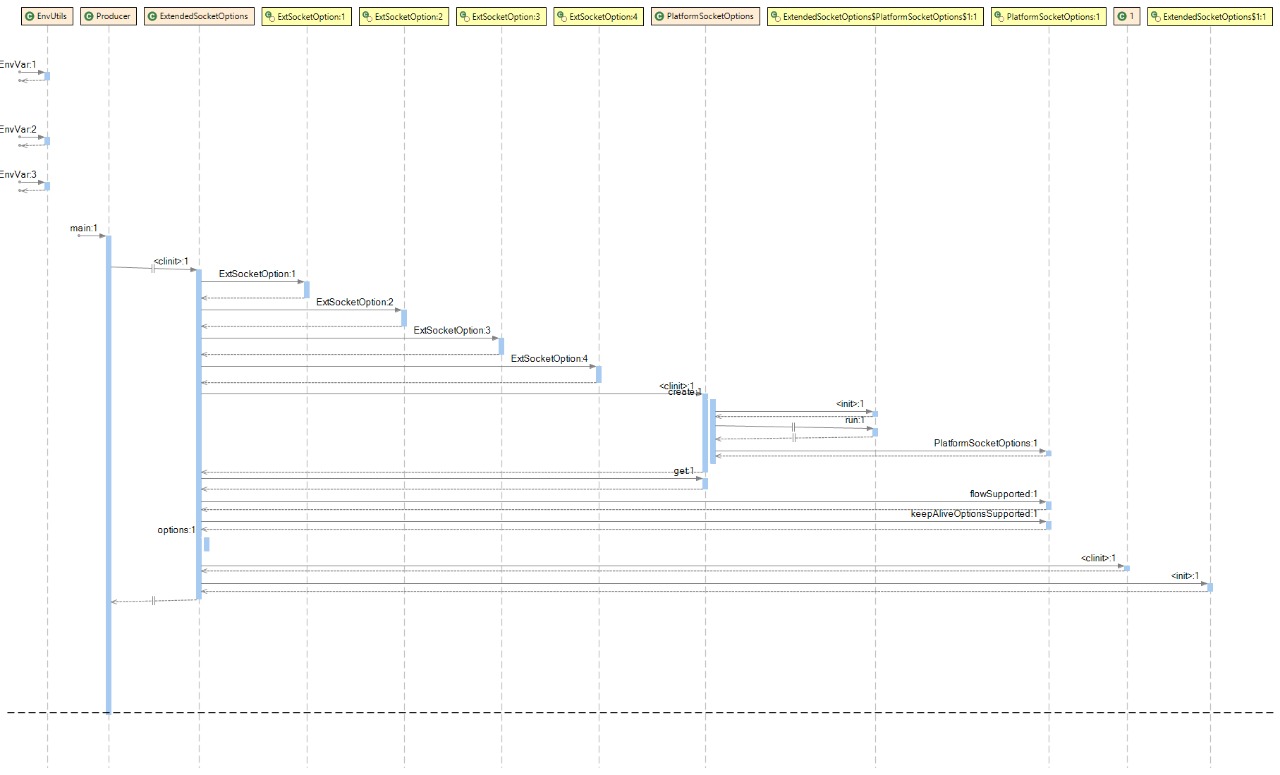 EnvUtils
Producer
ExtendedSocketOptions
ExtSocketOption:1
ExtSocketOption:2
ExtSocketOption:3
ExtSocketOption:4
PlatformSocketOptions
ExtendedSocketOptions$PlatformSocketOptions$1:1
PlatformSocketOptions:1
1
ExtendedSocketOptions$1:1
EnvVar:1
EnvVar:2
EnvVar:3
main:1
<clinit>:1
ExtSocketOption:1
ExtSocketOption:2
ExtSocketOption:3
ExtSocketOption:4
<clinit>:1
create:1
<init>:1
run:1
PlatformSocketOptions:1
get:1
flowSupported:1
keepAliveOptionsSupported:1
options:1
<clinit>:1
<init>:1